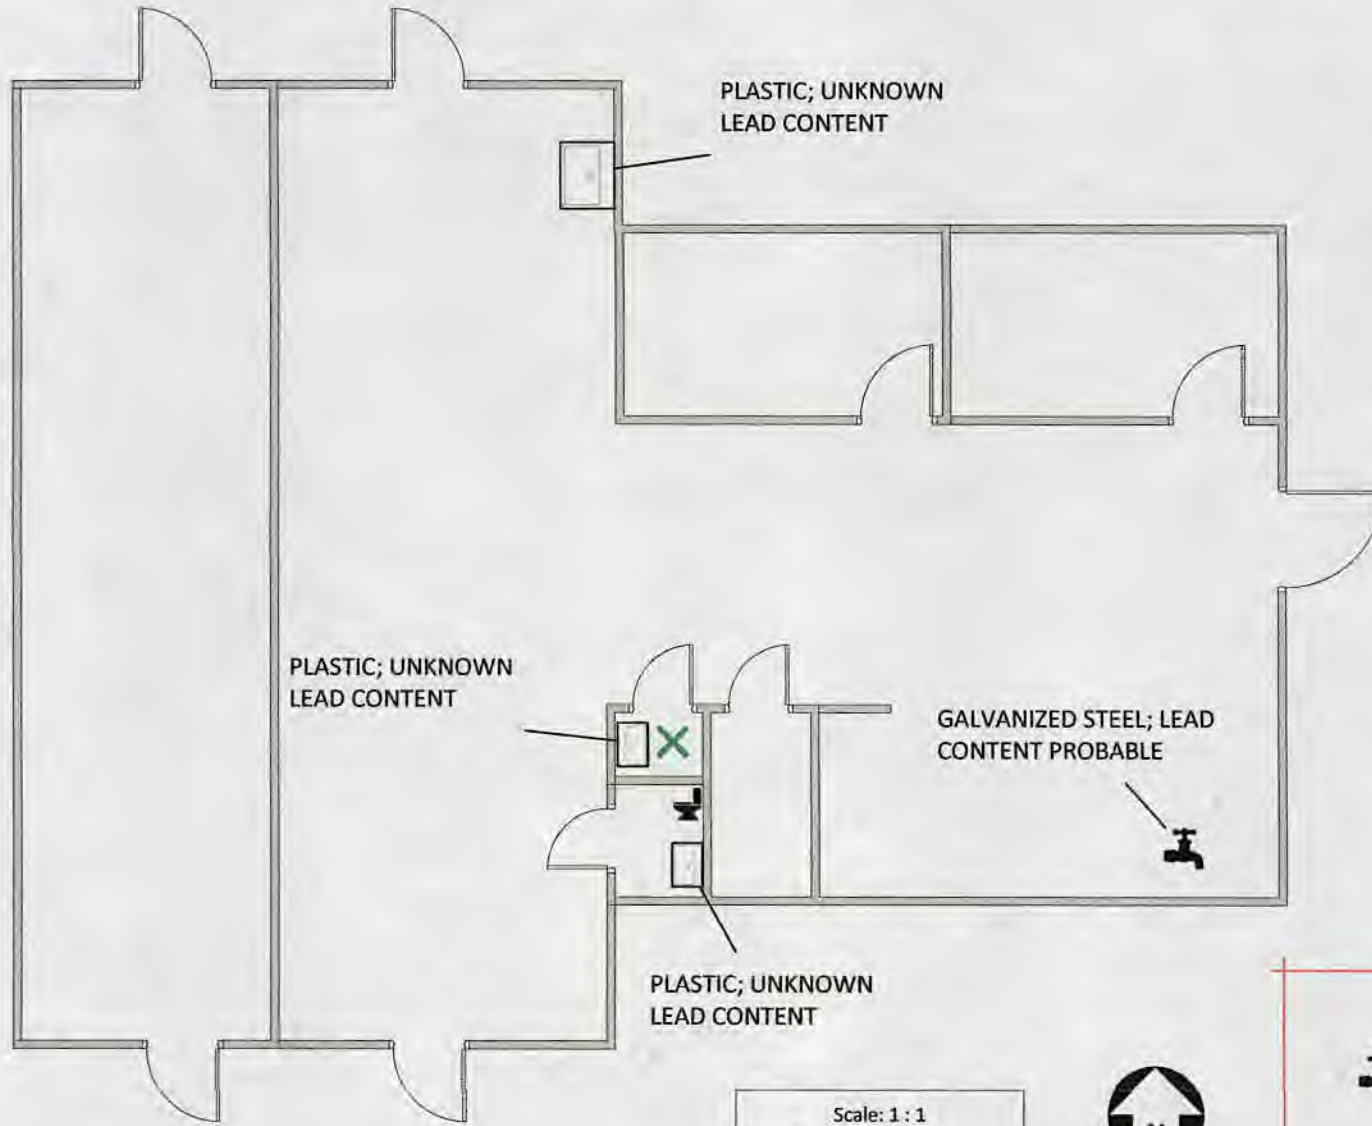 PLASTIC; UNKNOWN
LEAD CONTENT
PLASTIC; UNKNOWN
LEAD CONTENT
GALVANIZED STEEL; LEAD
CONTENT PROBABLE
PLASTIC; UNKNOWN
LEAD CONTENT
Scale: 1 : 1